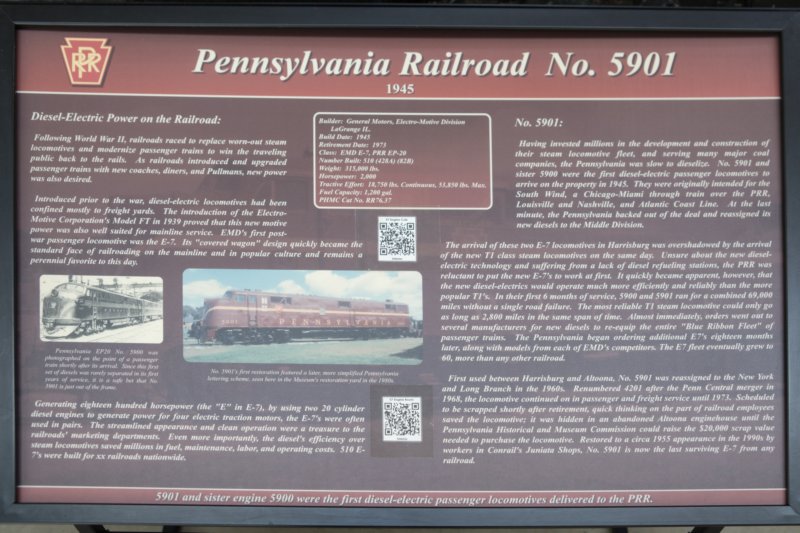 PRR
Pennsylvania Railroad No. 5901
1945
Diesel-Electric Power on the Railroad:
Following World War II, railroads raced to replace worn-out steam
locomotives and modernize passenger trains to win the traveling
public back to the rails. As railroads introduced and upgraded
passenger trains with new coaches, diners, and Pullmans, new power
was also desired.
Introduced prior to the war, diesel-electric locomotives had been
confined mostly to freight yards. The introduction of the Electro-
Motive Corporation's Model FT in 1939 proved that this new motive
power was also well suited for mainline service. EMD's first post-
war passenger locomotive was the E-7. Its "covered wagon" design quickly became the
standard face of railroading on the mainline and in popular culture and remains a
perennial favorite to this day.
Builder: General Motors, Electro-Motive Division
LaGrange IL.
Build Date: 1945
Retirement Date: 1973
Class: EMD E-7, PRR EP-20
Number Built: 510 (428A) (82B)
Weight: 315,000 lbs.
Horsepower: 2,000
Tractive Effort: 18,750 lbs. Continuous, 53,850 lbs. Max.
Fuel Capacity: 1,200 gal.
PHMC Cat No. RR76.37
Pennsylvania EP20 No. 5900 was
photographed on the point of a passenger
train shortly after its arrival. Since this first
set of diesels was rarely separated in its first
years of service, it is a safe bet that No.
5901 is just out of the photo.
PENNSYLVANIA
No. 5901's first restoration featured a later, more simplified Pennsylvania
lettering scheme, seen here in the Museum's restoration yard in the 1980s.
Generating eighteen hundred horsepower (the "E" in E-7), by using two 20 cylinder
diesel engines to generate power for four electric traction motors, the E-7's were often
used in pairs. The streamlined appearance and clean operation were a treasure to the
railroads' marketing departments. Even more importantly, the diesel's efficiency over
steam locomotives saved millions in fuel, maintenance, labor, and operating costs. 510 E-
7's were built for xx railroads nationwide.
No. 5901:
Having invested millions in the development and construction of
their steam locomotive fleet, and serving many major coal
companies, the Pennsylvania was slow to dieselize. No. 5901 and
sister 5900 were the first diesel-electric passenger locomotives to
arrive on the property in 1945. They were originally intended for the
South Wind, a Chicago-Miami through train over the PRR,
Louisville and Nashville, and Atlantic Coast Line. At the last
minute, the Pennsylvania backed out of the deal and reassigned its
new diesels to the Middle Division.
The arrival of these two E-7 locomotives in Harrisburg was overshadowed by the arrival
of the new T1 class steam locomotives on the same day. Unsure about the new diesel-
electric technology and suffering from a lack of diesel refueling stations, the PRR was
reluctant to put the new E-7's to work at first. It quickly became apparent, however, that
the new diesel-electrics would operate much more efficiently and reliably than the more
popular T1's. In their first 6 months of service, 5900 and 5901 ran for a combined 69,000
miles without a single road failure. The most reliable T1 steam locomotive could only go
as long as 2,800 miles in the same span of time. Almost immediately, orders went out to
several manufacturers for new diesels to re-equip the entire "Blue Ribbon Fleet" of
passenger trains. The Pennsylvania began ordering additional E7's eighteen months
later, along with models from each of EMD's competitors. The E7 fleet eventually grew to
60, more than any other railroad.
First used between Harrisburg and Altoona, No. 5901 was reassigned to the New York
and Long Branch in the 1960s. Renumbered 4201 after the Penn Central merger in
1968, the locomotive continued on in passenger and freight service until 1973. Scheduled
to be scrapped shortly after retirement, quick thinking on the part of railroad employees
saved the locomotive; it was hidden in an abandoned Altoona enginehouse until the
Pennsylvania Historical and Museum Commission could raise the $20,000 scrap value
needed to purchase the locomotive. Restored to a circa 1955 appearance in the 1990s by
workers in Conrail's Juniata Shops, No. 5901 is now the last surviving E-7 from any
railroad.
5901 and sister engine 5900 were the first diesel-electric passenger locomotives delivered to the PRR.